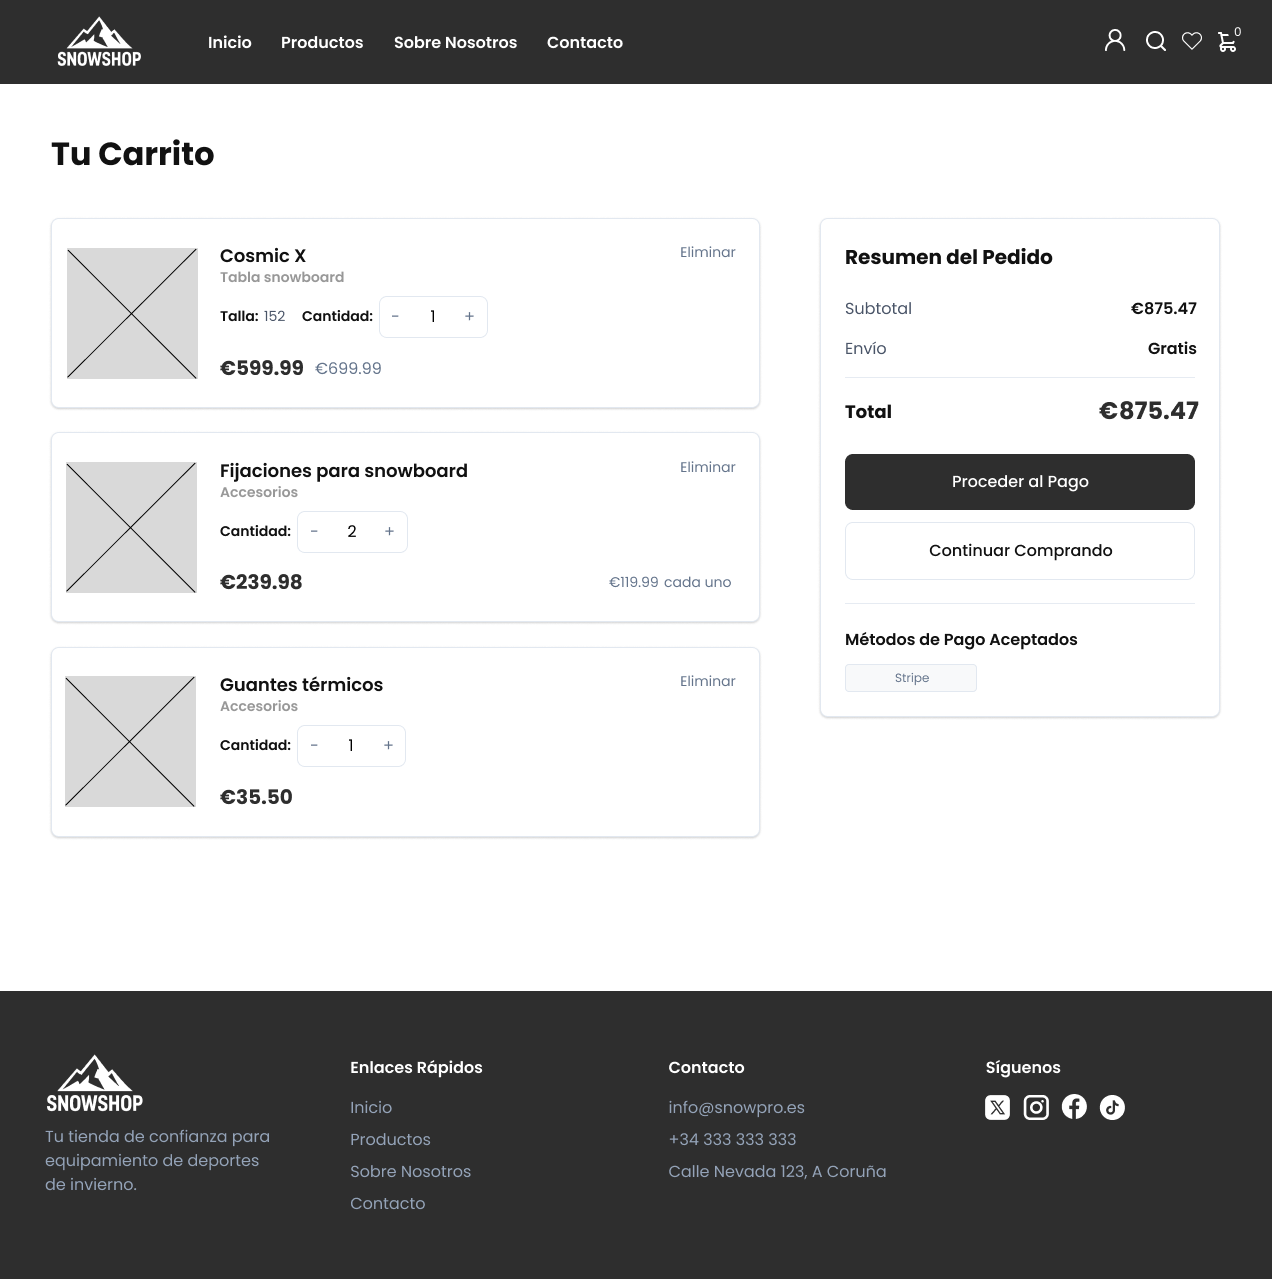 SNOWSHOP
Inicio Productos Sobre Nosotros Contacto
0
Tu Carrito
Cosmic X
Eliminar
Tabla snowboard
Talla: 152 Cantidad: - 1 +
€599.99 €699.99
Fijaciones para snowboard
Eliminar
Accesorios
Cantidad: - 2 +
€239.98
€119.99 cada uno
Guantes térmicos
Eliminar
Accesorios
Cantidad: - 1 +
€35.50
Resumen del Pedido
Subtotal €875.47
Envío Gratis
Total €875.47
Proceder al Pago
Continuar Comprando
Métodos de Pago Aceptados
Stripe
SNOWSHOP
Tu tienda de confianza para
equipamiento de deportes
de invierno.
Enlaces Rápidos
Inicio
Productos
Sobre Nosotros
Contacto
Contacto
info@snowpro.es
+34 333 333 333
Calle Nevada 123, A Coruña
Síguenos